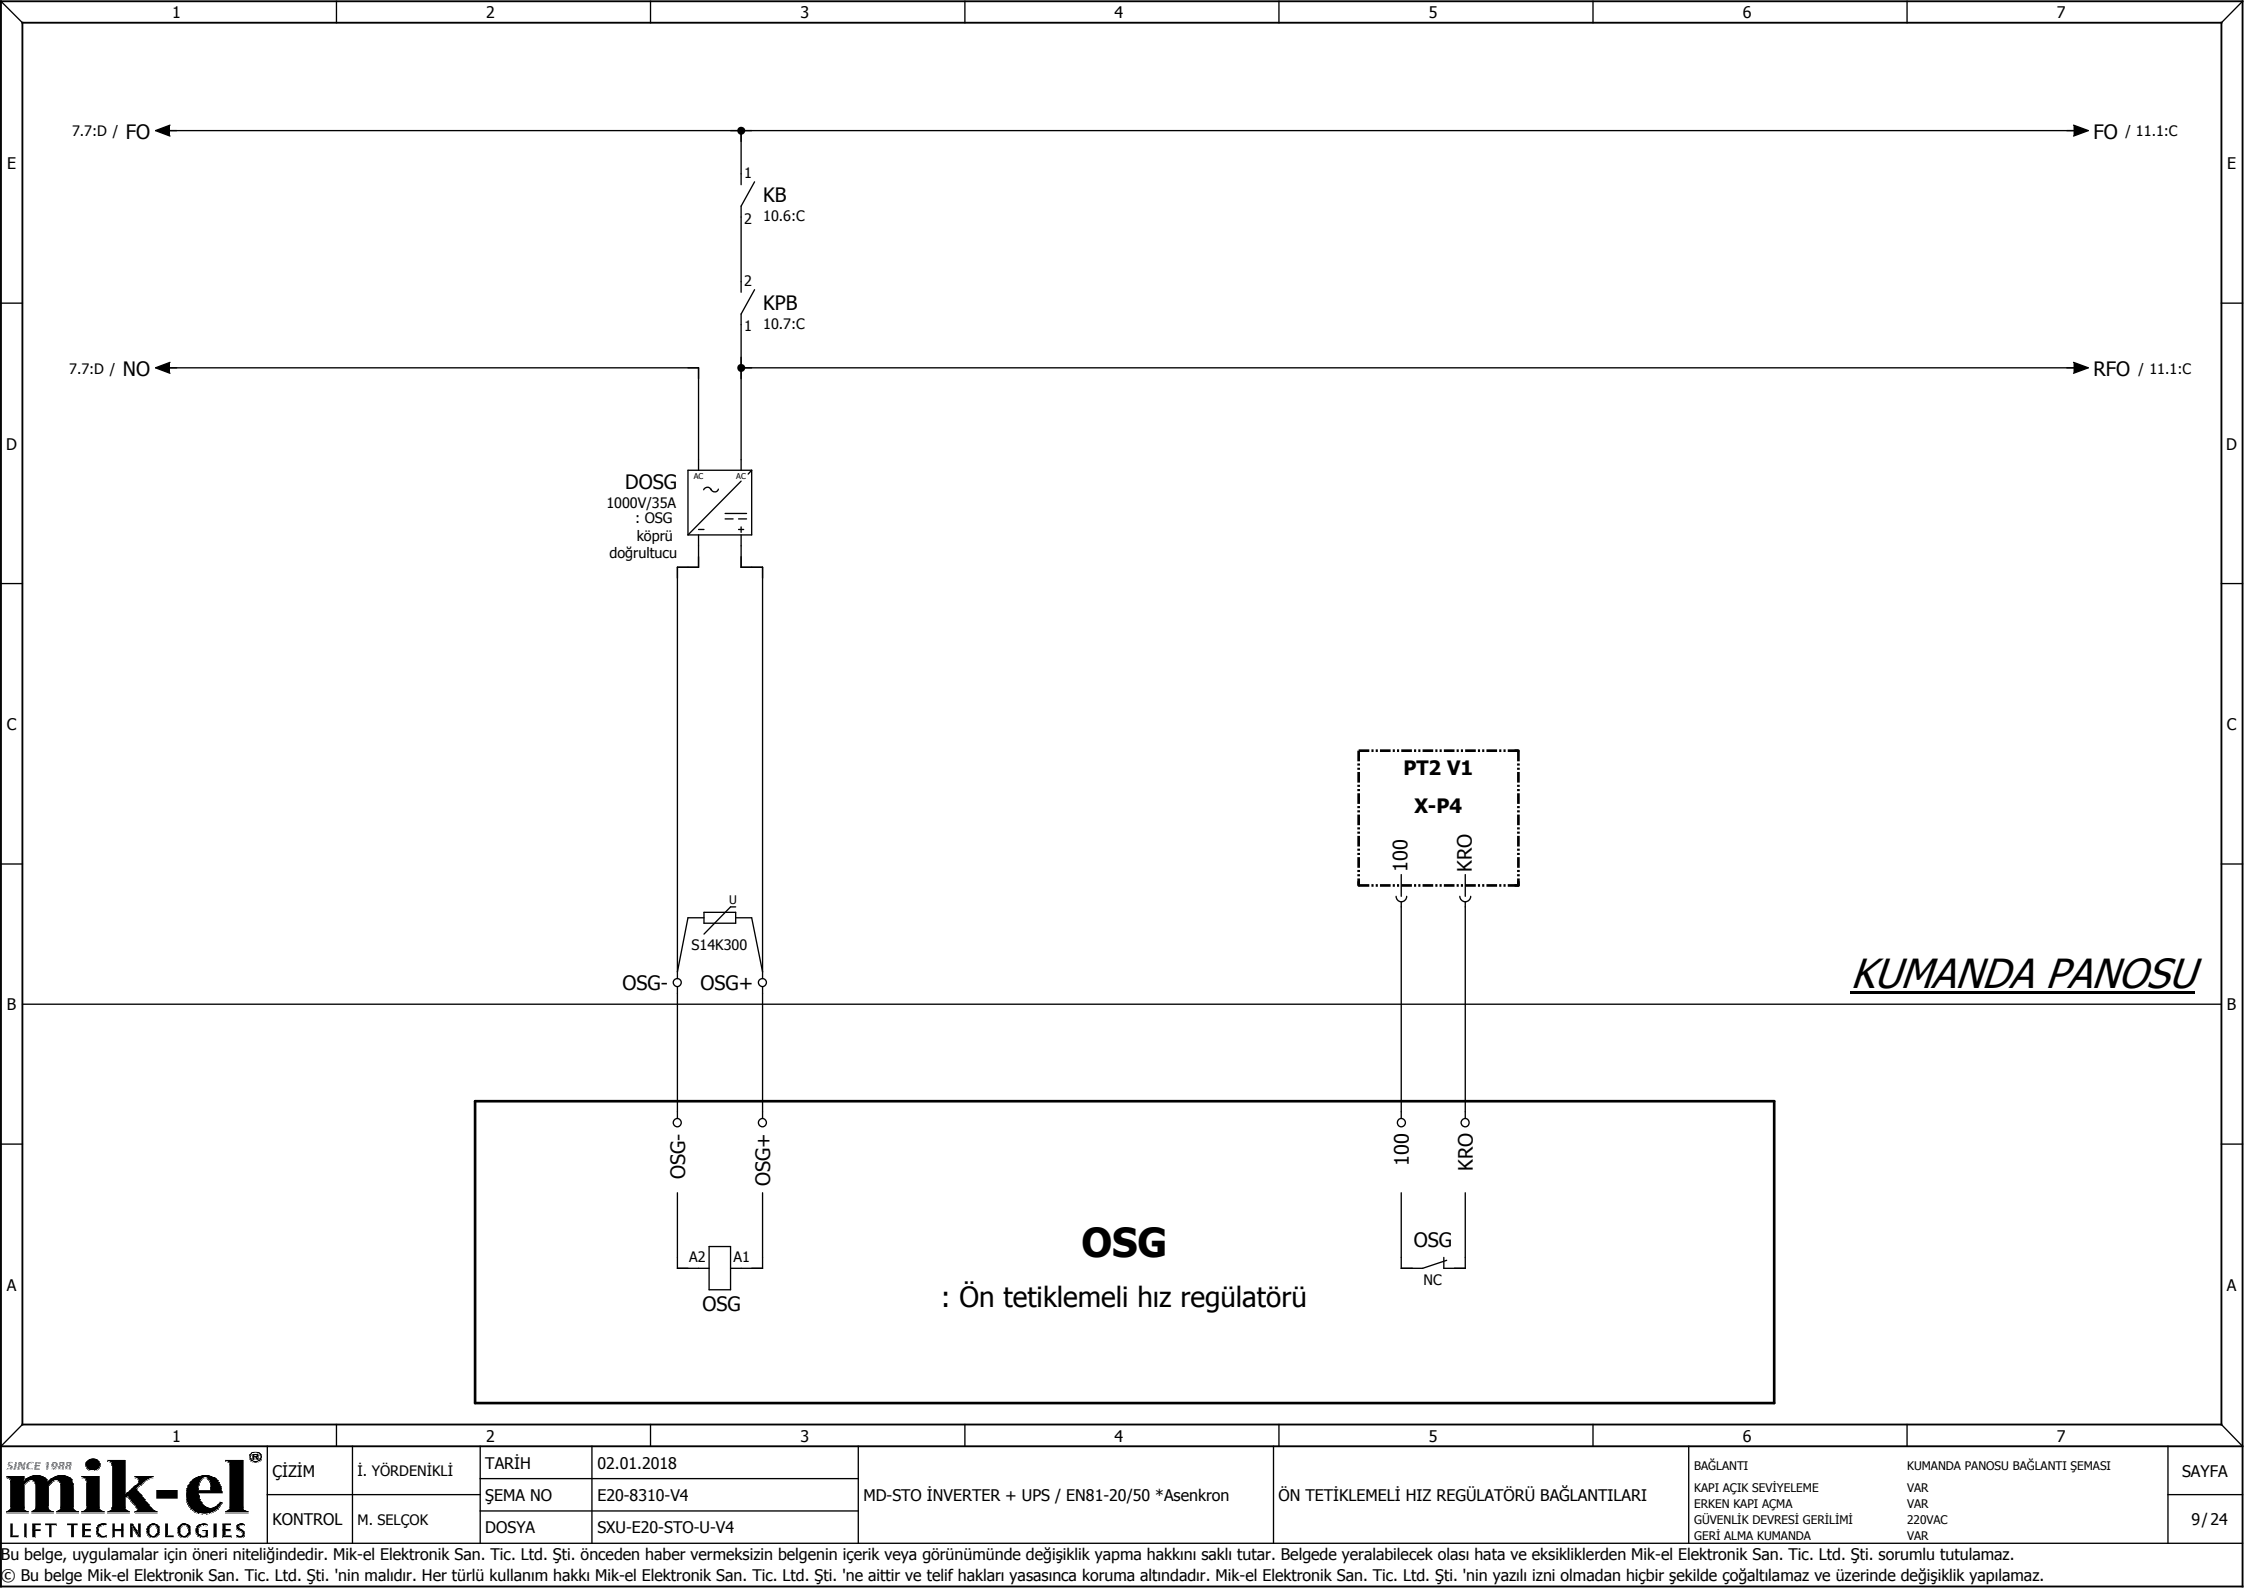 1 2 3 4 5 6 7
7.7:D / FO
FO / 11.1:C
E
E
1
KB
2 10.6:C
2
KPB
1 10.7:C
7.7:D / NO
RFO / 11.1:C
D
D
DOSG
1000V/35A
: OSG
köprü
doğrultucu
AC AC
- +
C
C
PT2 V1
X-P4
100
KRO
U
S14K300
OSG- OSG+
KUMANDA PANOSU
B
B
OSG-
OSG+
100
KRO
A2 A1
OSG
OSG
: Ön tetiklemeli hız regülatörü
OSG
NC
A
A
1 2 3 4 5 6 7
SINCE 1988
mik-el®
LIFT TECHNOLOGIES
ÇİZİM İ. YÖRDENİKLİ
KONTROL M. SELÇOK
TARİH 02.01.2018
ŞEMA NO E20-8310-V4
DOSYA SXU-E20-STO-U-V4
MD-STO İNVERTER + UPS / EN81-20/50 *Asenkron
ÖN TETİKLEMELİ HIZ REGÜLATÖRÜ BAĞLANTILARI
BAĞLANTI KUMANDA PANOSU BAĞLANTI ŞEMASI
KAPI AÇIK SEVİYELEME VAR
ERKEN KAPI AÇMA VAR
GÜVENLİK DEVRESİ GERİLİMİ 220VAC
GERİ ALMA KUMANDA VAR
SAYFA
9/24
Bu belge, uygulamalar için öneri niteliğindedir. Mik-el Elektronik San. Tic. Ltd. Şti. önceden haber vermeksizin belgenin içerik veya görünümünde değişiklik yapma hakkını saklı tutar. Belgede yeralabilecek olası hata ve eksikliklerden Mik-el Elektronik San. Tic. Ltd. Şti. sorumlu tutulamaz.
© Bu belge Mik-el Elektronik San. Tic. Ltd. Şti. 'nin malıdır. Her türlü kullanım hakkı Mik-el Elektronik San. Tic. Ltd. Şti. 'ne aittir ve telif hakları yasasınca koruma altındadır. Mik-el Elektronik San. Tic. Ltd. Şti. 'nin yazılı izni olmadan hiçbir şekilde çoğaltılamaz ve üzerinde değişiklik yapılamaz.